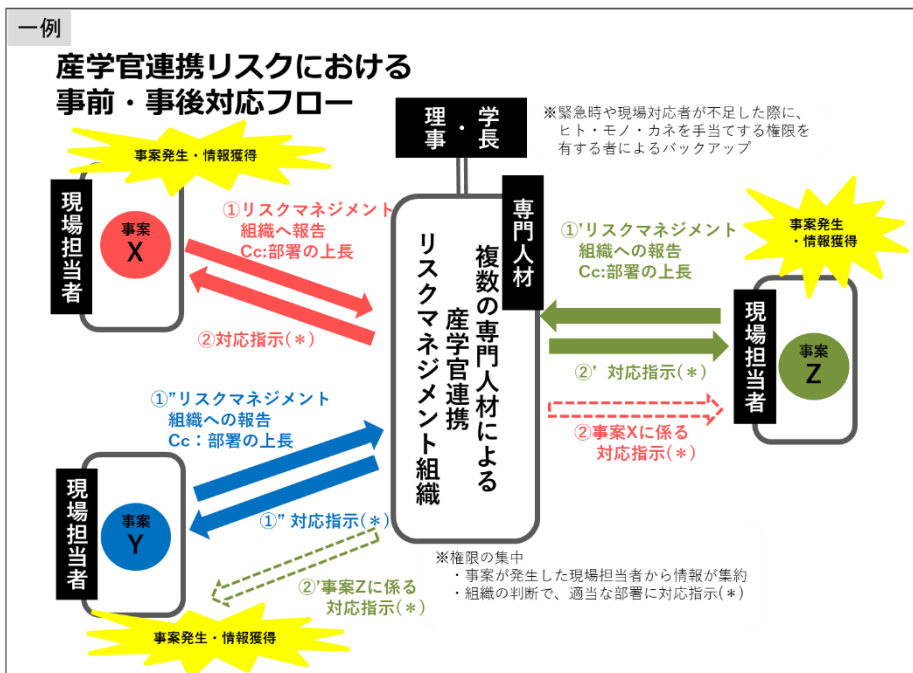 一例
産学官連携リスクにおける
事前・事後対応フロー
学長・理事
※緊急時や現場対応者が不足した際に、
ヒト・モノ・カネを手当てする権限を
有する者によるバックアップ
事案発生・情報獲得
現場担当者
事案
X
①リスクマネジメント
組織へ報告
Cc:部署の上長
②対応指示(*)
専門人材
複数の専門人材による
産学官連携
リスクマネジメント組織
事案発生
・情報獲得
①'リスクマネジメント
組織への報告
Cc:部署の上長
現場担当者
事案
Z
②' 対応指示(*)
②事案Xに係る
対応指示(*)
①”リスクマネジメント
組織への報告
Cc：部署の上長
現場担当者
事案
Y
①” 対応指示(*)
②'事案Zに係る
対応指示(*)
事案発生・情報獲得
※権限の集中
・事案が発生した現場担当者から情報が集約
・組織の判断で、適当な部署に対応指示(*)